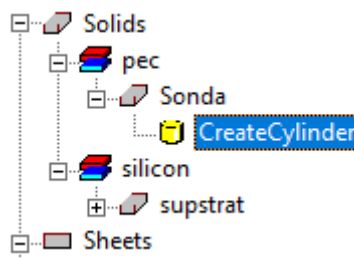 Solids
pec
Sonda
CreateCylinder
silicon
supstrat
Sheets